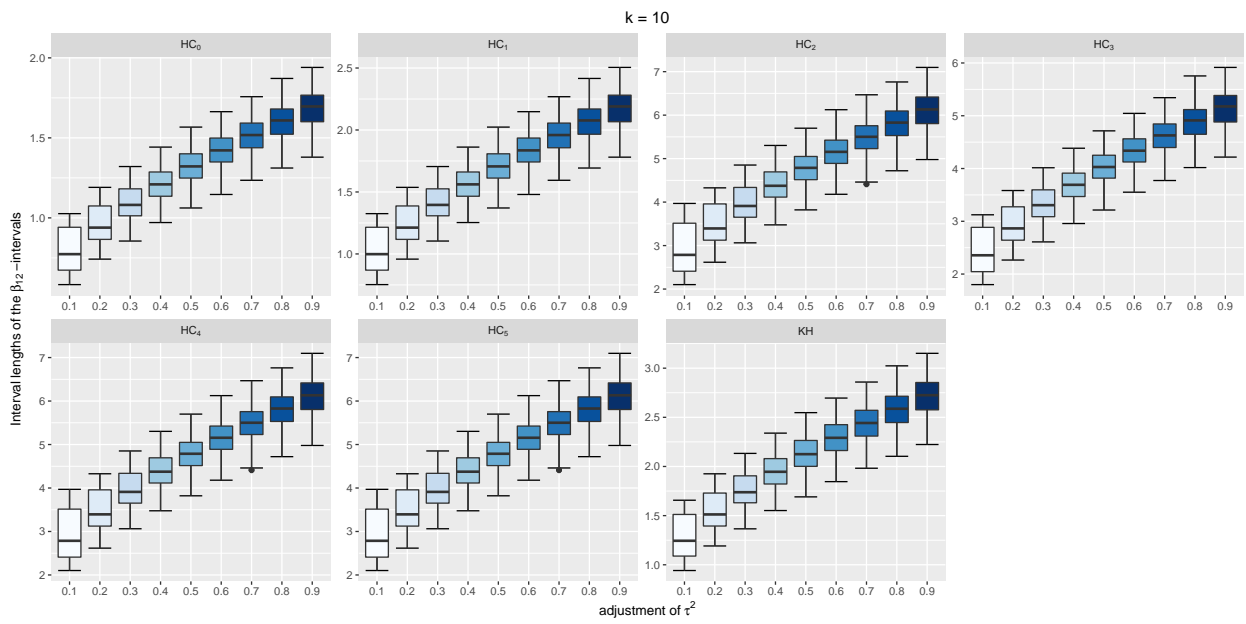 k = 10
HC₀ HC₁ HC₂ HC₃
2.0 1.5 1.0
2.5 2.0 1.5 1.0
7 6 5 4 3 2
6 5 4 3 2
0.1 0.2 0.3 0.4 0.5 0.6 0.7 0.8 0.9 0.1 0.2 0.3 0.4 0.5 0.6 0.7 0.8 0.9 0.1 0.2 0.3 0.4 0.5 0.6 0.7 0.8 0.9 0.1 0.2 0.3 0.4 0.5 0.6 0.7 0.8 0.9
HC₄ HC₅ KH
7 6 5 4 3 2
7 6 5 4 3 2
3.0 2.5 2.0 1.5 1.0
0.1 0.2 0.3 0.4 0.5 0.6 0.7 0.8 0.9 0.1 0.2 0.3 0.4 0.5 0.6 0.7 0.8 0.9 0.1 0.2 0.3 0.4 0.5 0.6 0.7 0.8 0.9
Interval lengths of the β₁₂−intervals
adjustment of τ²